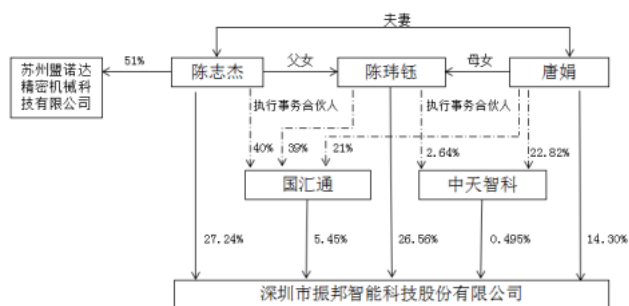 夫妻
苏州盟诺达
精密机械科
技有限公司
51%
陈志杰
父女
陈玮钰
母女
唐娟
执行事务合伙人
执行事务合伙人
40%
39%
21%
2.64%
22.82%
国汇通
中天智科
27.24%
5.45%
26.56%
0.495%
14.30%
深圳市振邦智能科技股份有限公司